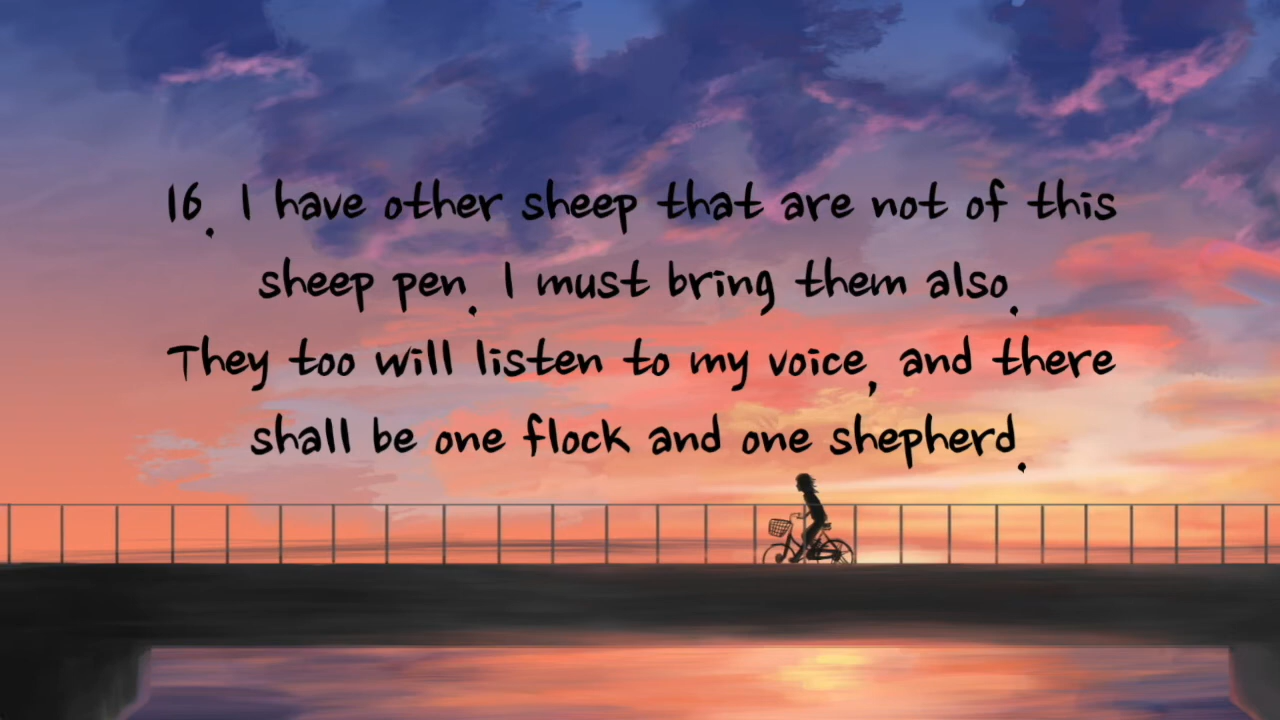 16. I have other sheep that are not of this
sheep pen. I must bring them also.
They too will listen to my voice, and there
shall be one flock and one shepherd.